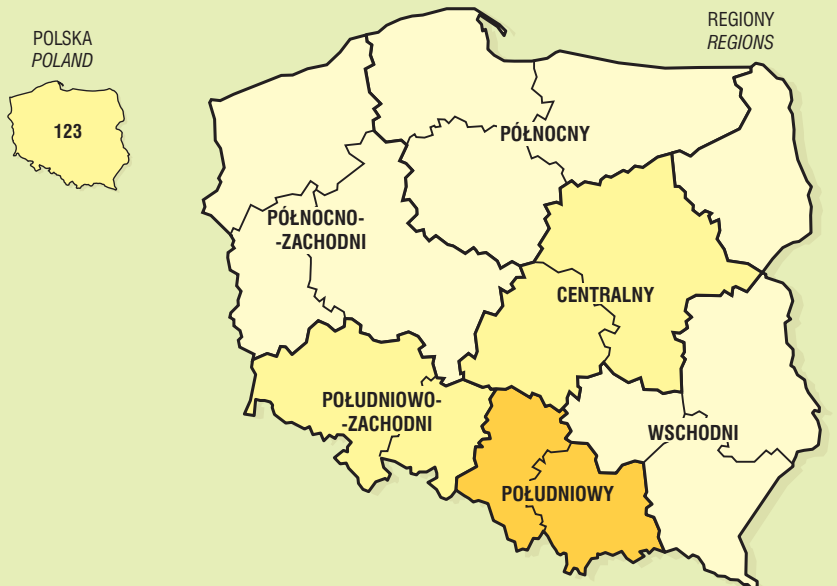 POLSKA
POLAND
123
REGIONY
REGIONS
PÓŁNOCNY
PÓŁNOCNO-
-ZACHODNI
CENTRALNY
POŁUDNIOWO-
-ZACHODNI
WSCHODNI
POŁUDNIOWY